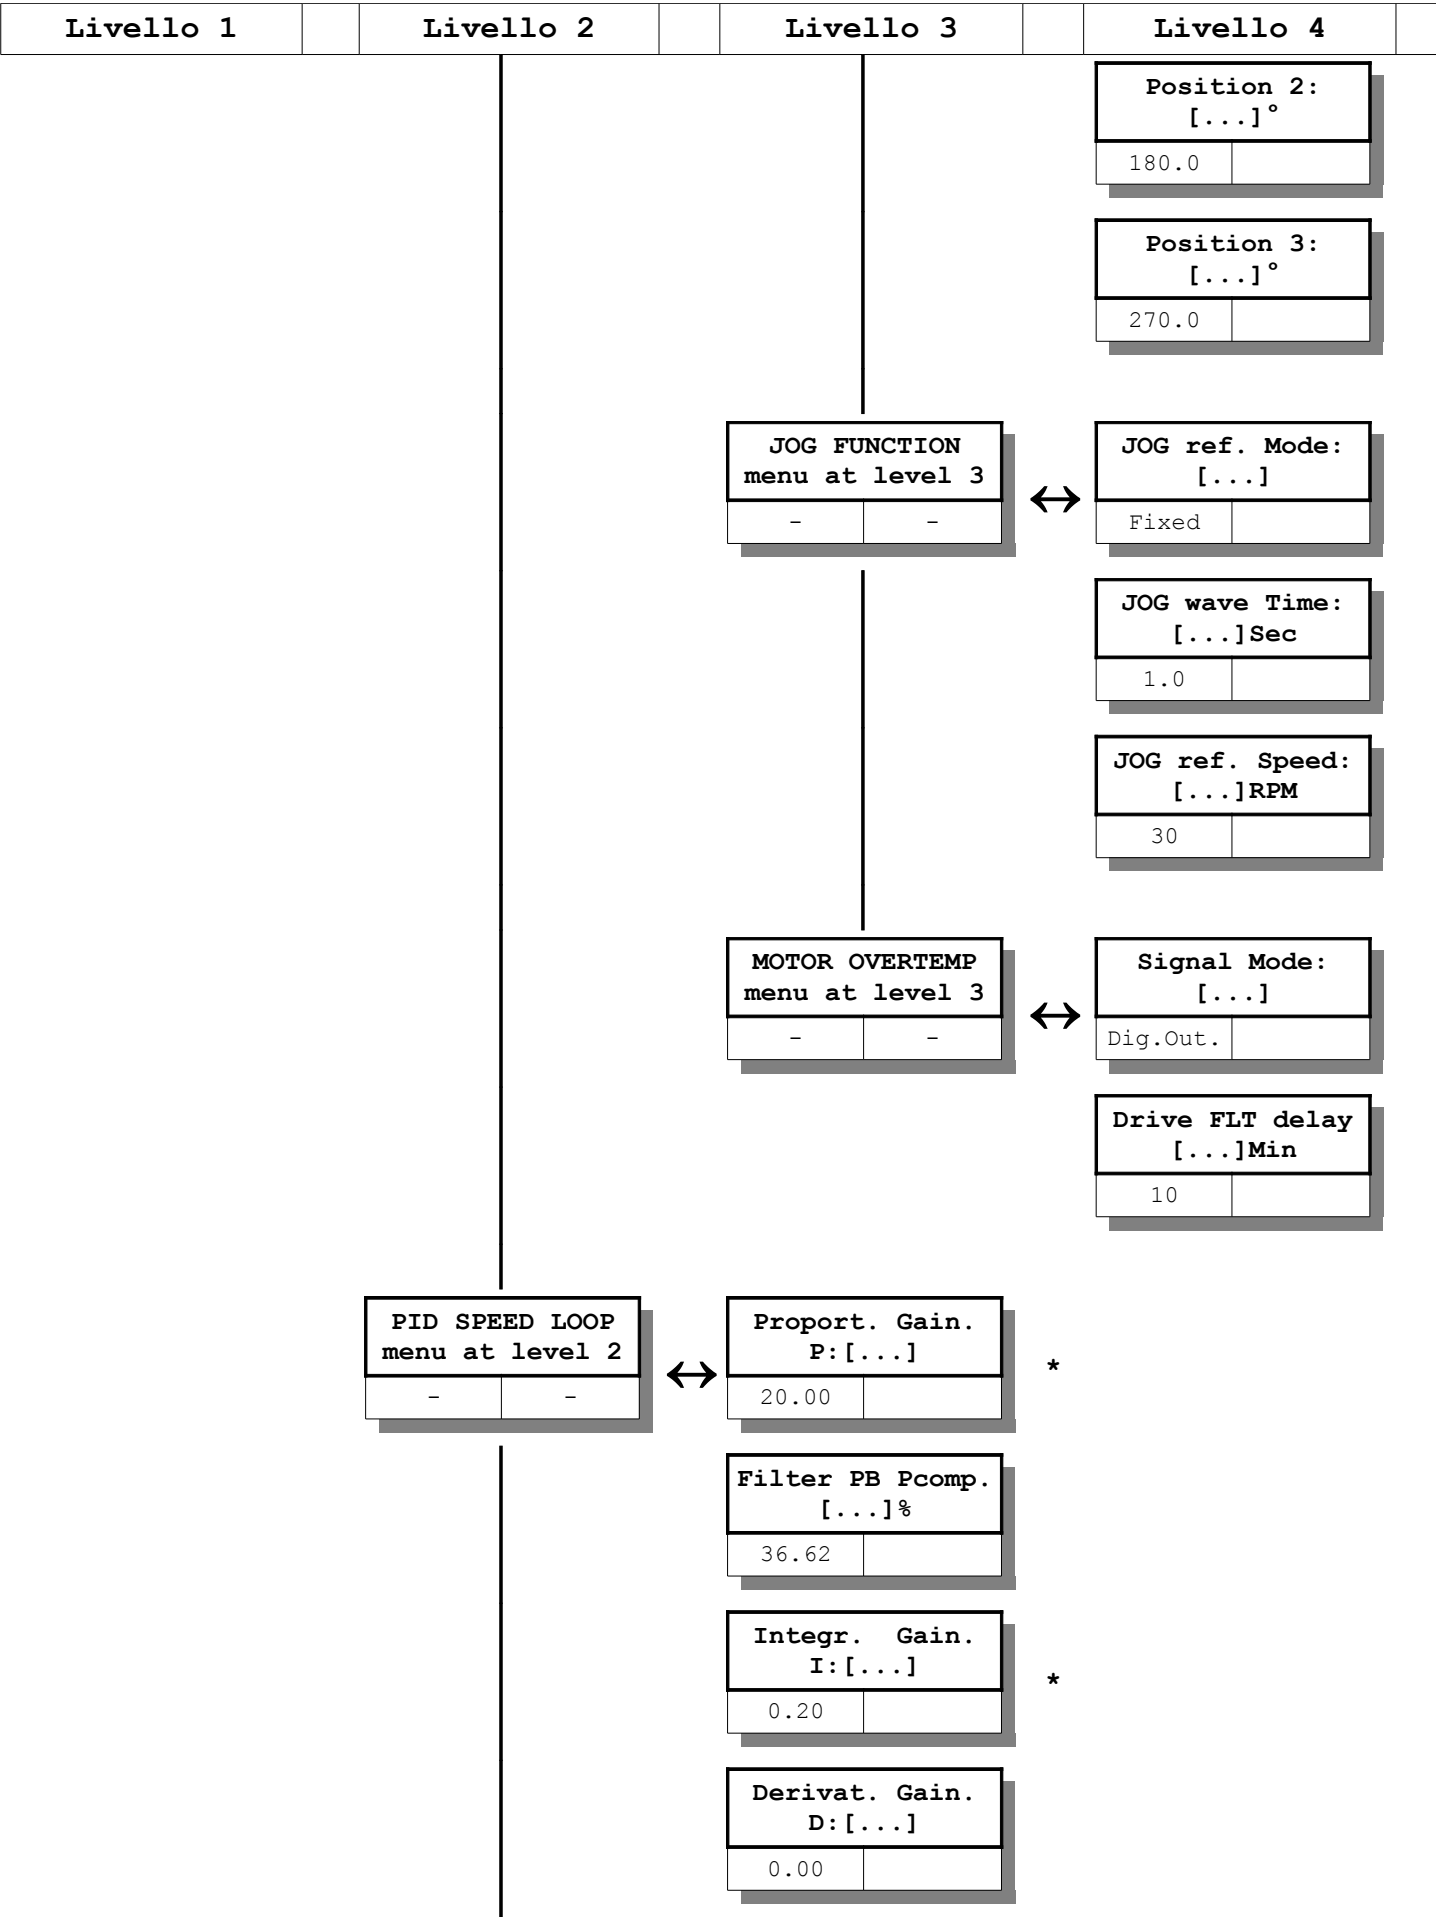 Livello 1 Livello 2 Livello 3 Livello 4
Position 2:
[...]°
180.0
Position 3:
[...]°
270.0
JOG FUNCTION
menu at level 3
- -
↔
JOG ref. Mode:
[...]
Fixed
JOG wave Time:
[...]Sec
1.0
JOG ref. Speed:
[...]RPM
30
MOTOR OVERTEMP
menu at level 3
- -
↔
Signal Mode:
[...]
Dig.Out.
Drive FLT delay
[...]Min
10
PID SPEED LOOP
menu at level 2
- -
↔
Proport. Gain.
P:[...]
20.00
*
Filter PB Pcomp.
[...]%
36.62
Integr.  Gain.
I:[...]
0.20
*
Derivat. Gain.
D:[...]
0.00